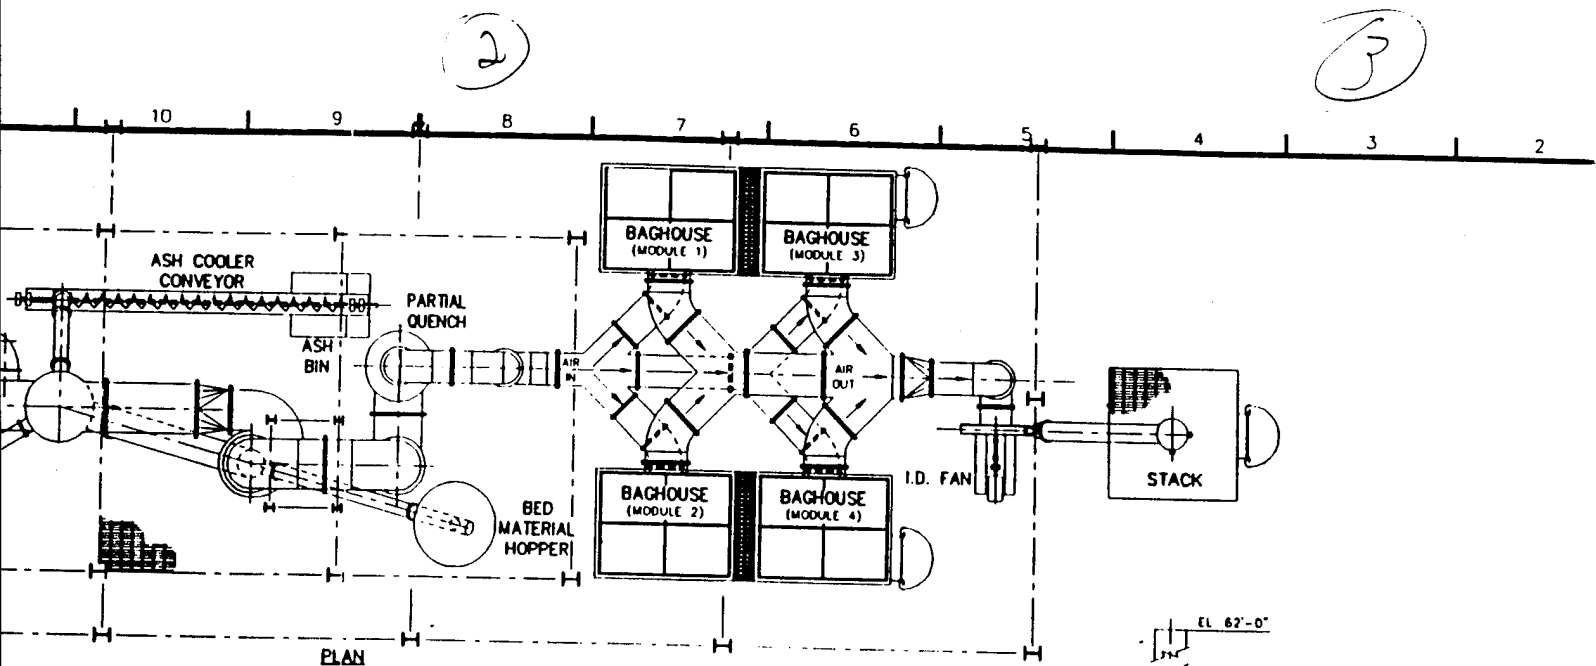 2
3
10
9
8
7
6
5
4
3
2
BAGHOUSE
(MODULE 1)
BAGHOUSE
(MODULE 3)
ASH COOLER
CONVEYOR
PARTIAL
QUENCH
ASH
BIN
AIR
IN
AIR
OUT
I.D. FAN
STACK
BAGHOUSE
(MODULE 2)
BAGHOUSE
(MODULE 4)
BED
MATERIAL
HOPPER
EL 62'-0"
PLAN